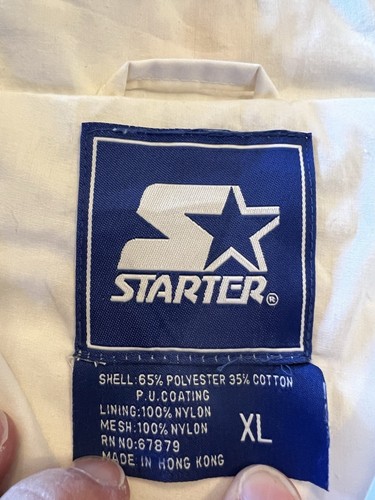 STARTER®
SHELL:65% POLYESTER 35% COTTON
P.U.COATING
LINING:100% NYLON
MESH:100% NYLON
RN NO:67879
MADE IN HONG KONG
XL